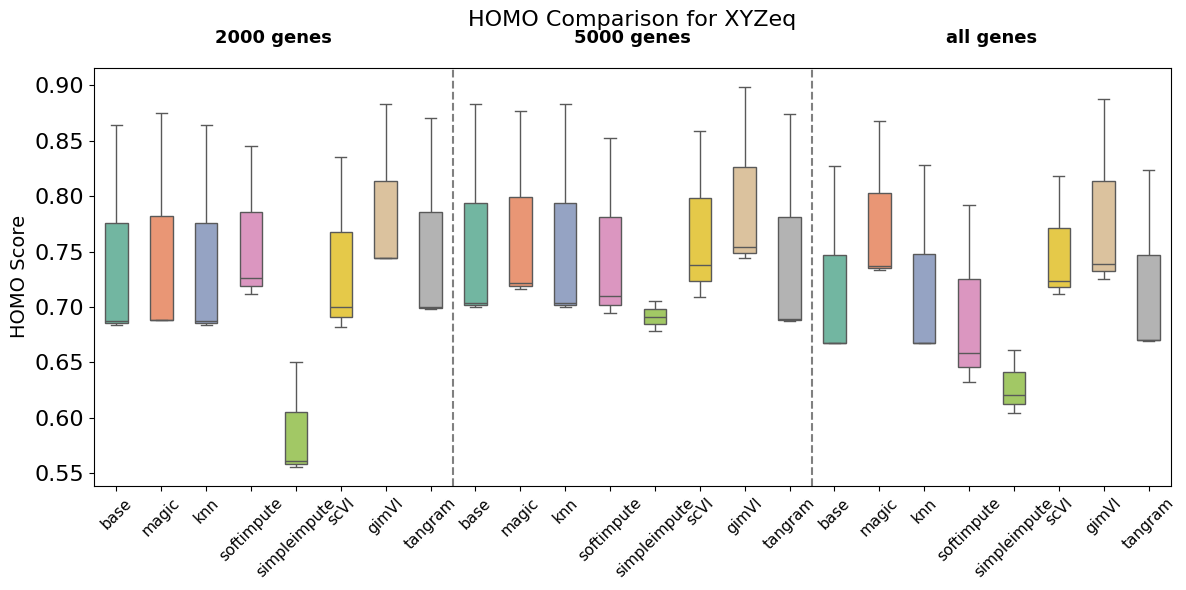 HOMO Comparison for XYZeq
2000 genes
5000 genes
all genes
HOMO Score
0.90
0.85
0.80
0.75
0.70
0.65
0.60
0.55
base
magic
knn
softimpute
simpleimpute
scVI
gimVI
tangram
base
magic
knn
softimpute
simpleimpute
scVI
gimVI
tangram
base
magic
knn
softimpute
simpleimpute
scVI
gimVI
tangram